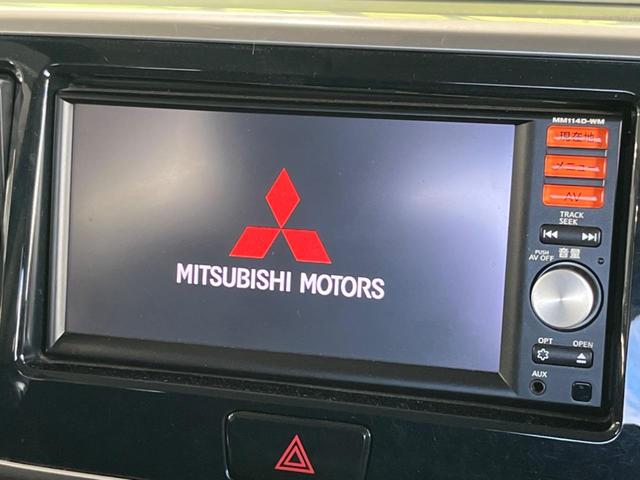 MM114D-WM
現在地
メニュー
AV
TRACK
SEEK
PUSH
AV OFF
音量
MITSUBISHI MOTORS
OPT
OPEN
AUX